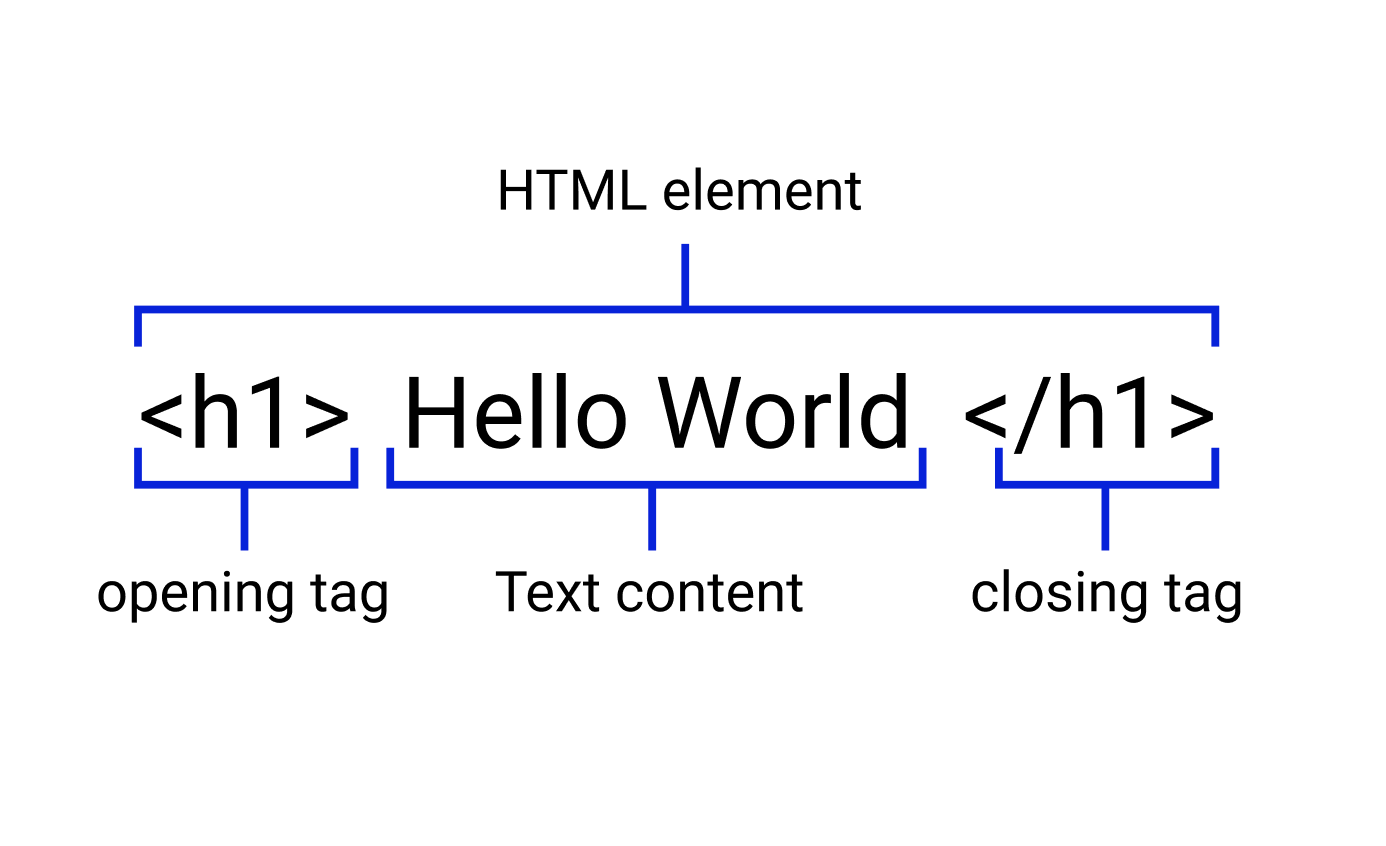 HTML element
<h1> Hello World </h1>
opening tag Text content closing tag